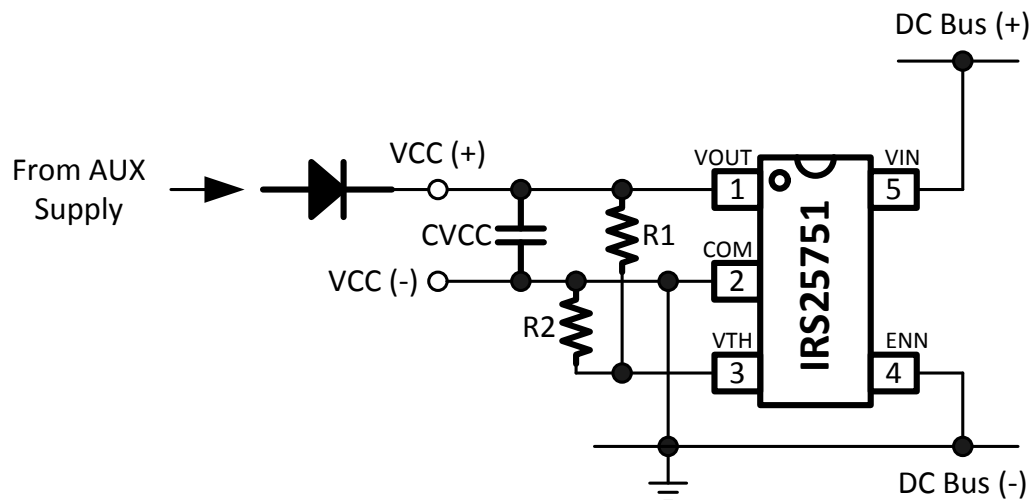 DC Bus (+)
From AUX
Supply
VCC (+)
VOUT
VIN
1
5
CVCC
R1
COM
2
VCC (-)
R2
IRS25751
VTH
ENN
3
4
DC Bus (-)